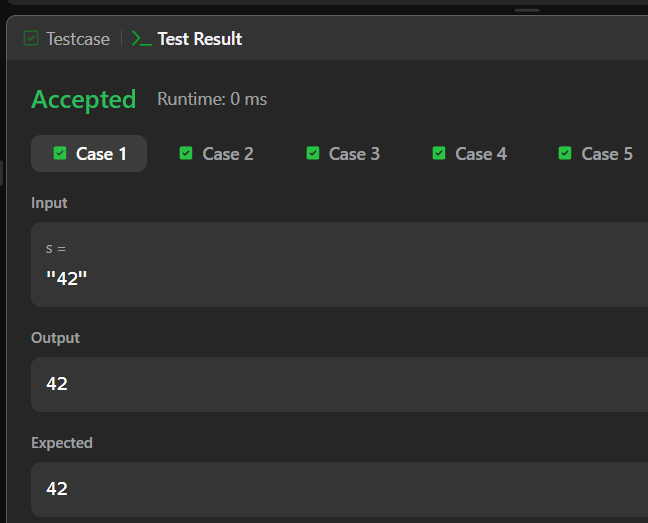 Testcase | >_ Test Result
Accepted Runtime: 0 ms
Case 1 Case 2 Case 3 Case 4 Case 5
Input
s =
"42"
Output
42
Expected
42